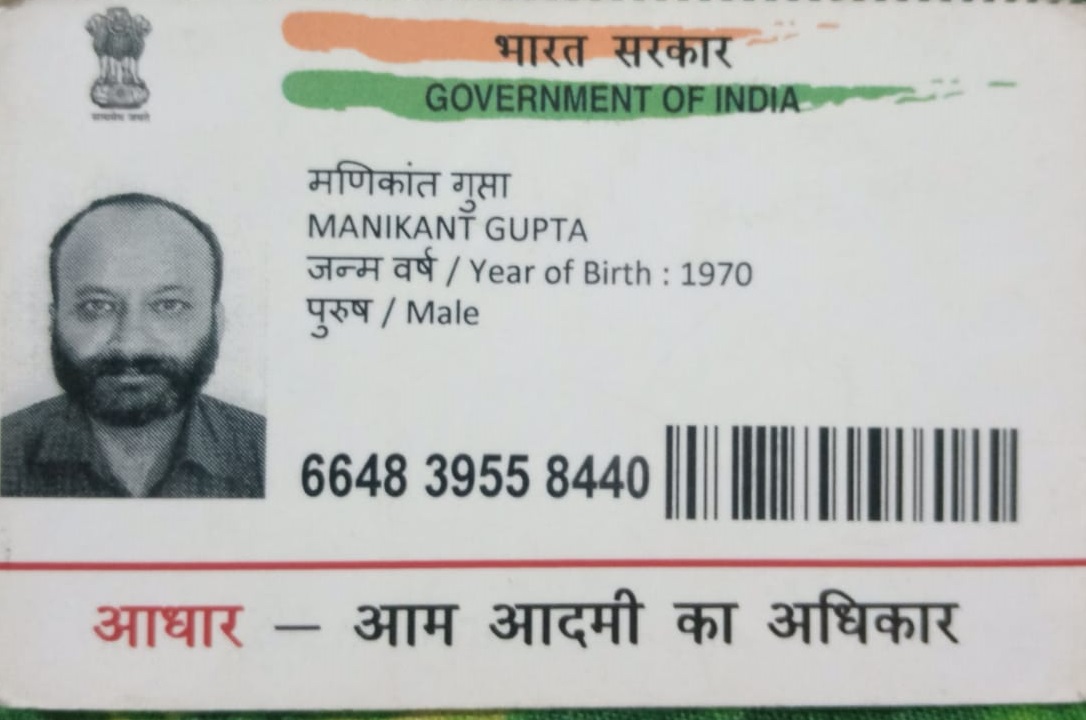 भारत सरकार
GOVERNMENT OF INDIA
मणिकांत गुप्ता
MANIKANT GUPTA
जन्म वर्ष / Year of Birth : 1970
पुरुष / Male
6648 3955 8440
आधार — आम आदमी का अधिकार